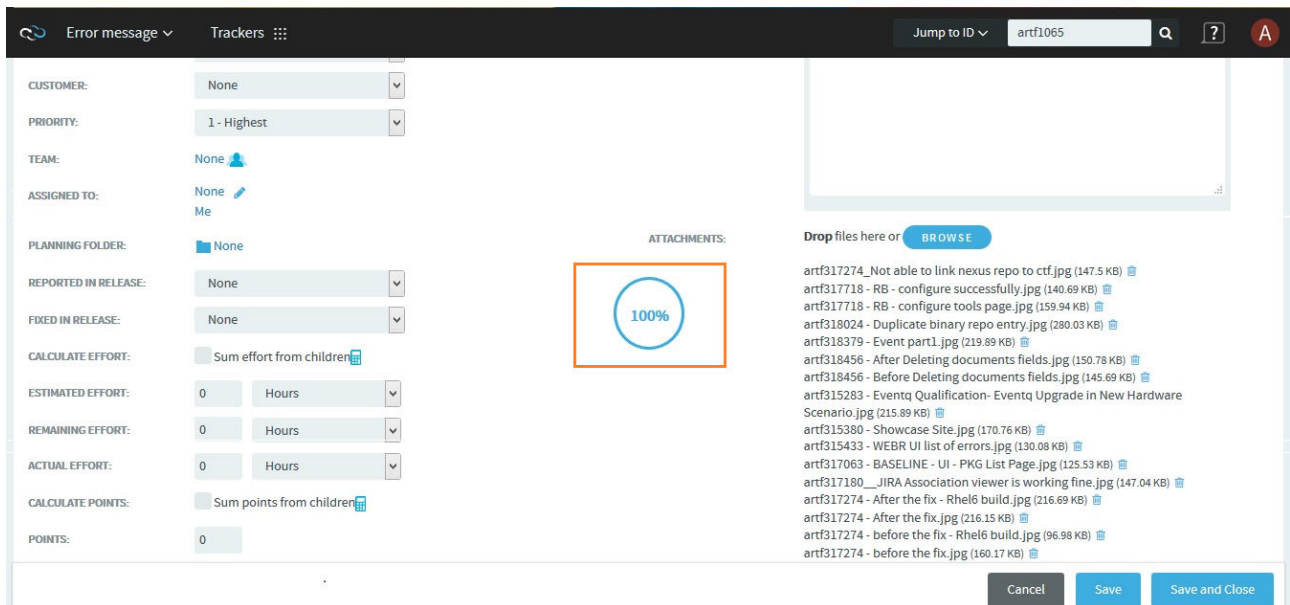 Error message
Trackers
Jump to ID
artf1065
?
A
CUSTOMER:
None
PRIORITY:
1 - Highest
TEAM:
None
ASSIGNED TO:
None
Me
PLANNING FOLDER:
None
REPORTED IN RELEASE:
None
FIXED IN RELEASE:
None
CALCULATE EFFORT:
Sum effort from children
ESTIMATED EFFORT:
0
Hours
REMAINING EFFORT:
0
Hours
ACTUAL EFFORT:
0
Hours
CALCULATE POINTS:
Sum points from children
POINTS:
0
ATTACHMENTS:
100%
Drop files here or BROWSE
artf317274_Not able to link nexus repo to ctf.jpg (147.5 KB)
artf317718 - RB - configure successfully.jpg (140.69 KB)
artf317718 - RB - configure tools page.jpg (159.94 KB)
artf318024 - Duplicate binary repo entry.jpg (280.03 KB)
artf318379 - Event part1.jpg (219.89 KB)
artf318456 - After Deleting documents fields.jpg (150.78 KB)
artf318456 - Before Deleting documents fields.jpg (145.69 KB)
artf315283 - Eventq Qualification- Eventq Upgrade in New Hardware
Scenario.jpg (215.89 KB)
artf315380 - Showcase Site.jpg (170.76 KB)
artf315433 - WEBR UI list of errors.jpg (130.08 KB)
artf317063 - BASELINE - UI - PKG List Page.jpg (125.53 KB)
artf317180__JIRA Association viewer is working fine.jpg (147.04 KB)
artf317274 - After the fix - Rhel6 build.jpg (216.69 KB)
artf317274 - After the fix.jpg (216.15 KB)
artf317274 - before the fix - Rhel6 build.jpg (96.98 KB)
artf317274 - before the fix.jpg (160.17 KB)
Cancel
Save
Save and Close